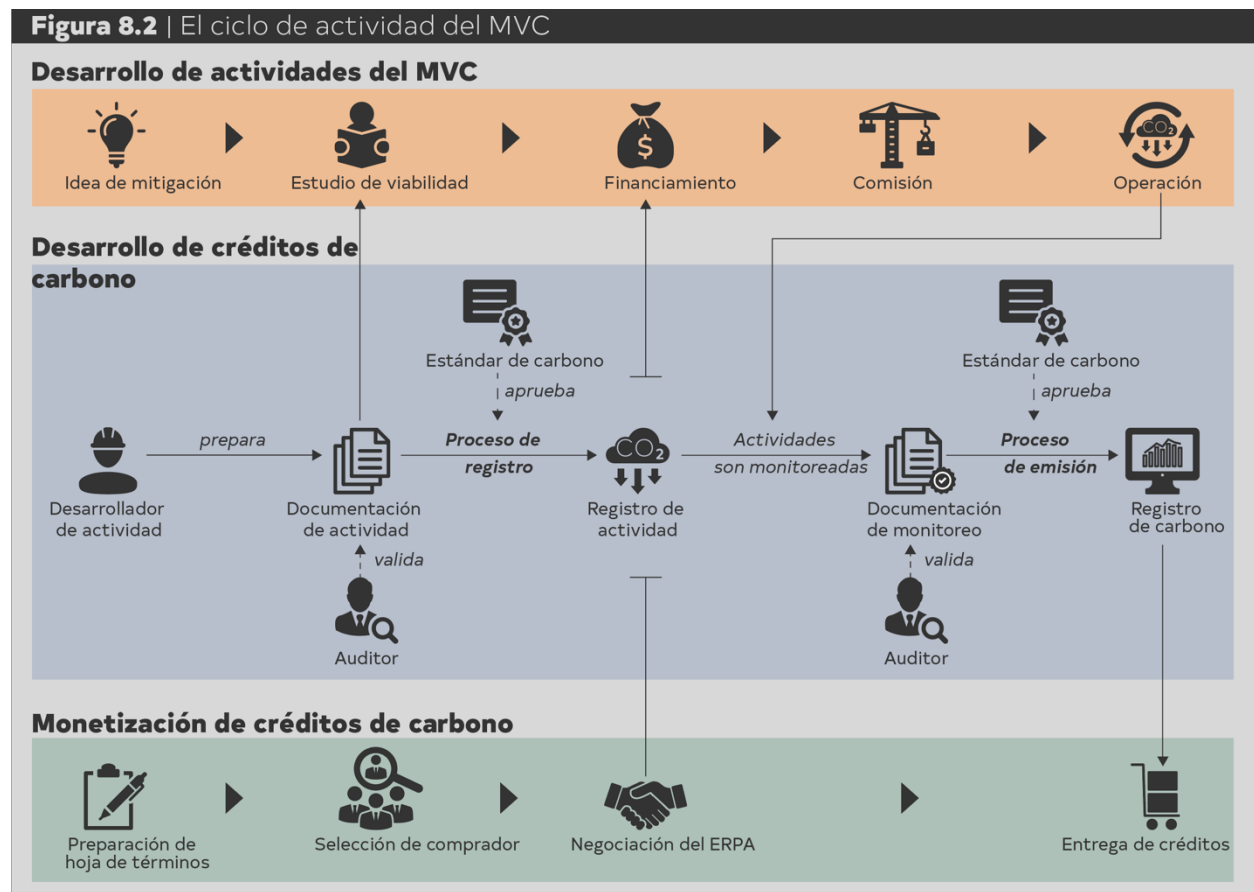 Figura 8.2 | El ciclo de actividad del MVC
Desarrollo de actividades del MVC
$
CO2
Idea de mitigación
Estudio de viabilidad
Financiamiento
Comisión
Operación
Desarrollo de créditos de
carbono
Estándar de carbono
Estándar de carbono
aprueba
aprueba
prepara
Proceso de
registro
CO2
Actividades
son monitoreadas
Proceso
de emisión
Desarrollador
de actividad
Documentación
de actividad
Registro de
actividad
Documentación
de monitoreo
Registro
de carbono
valida
valida
Auditor
Auditor
Monetización de créditos de carbono
Preparación de
hoja de términos
Selección de comprador
Negociación del ERPA
Entrega de créditos